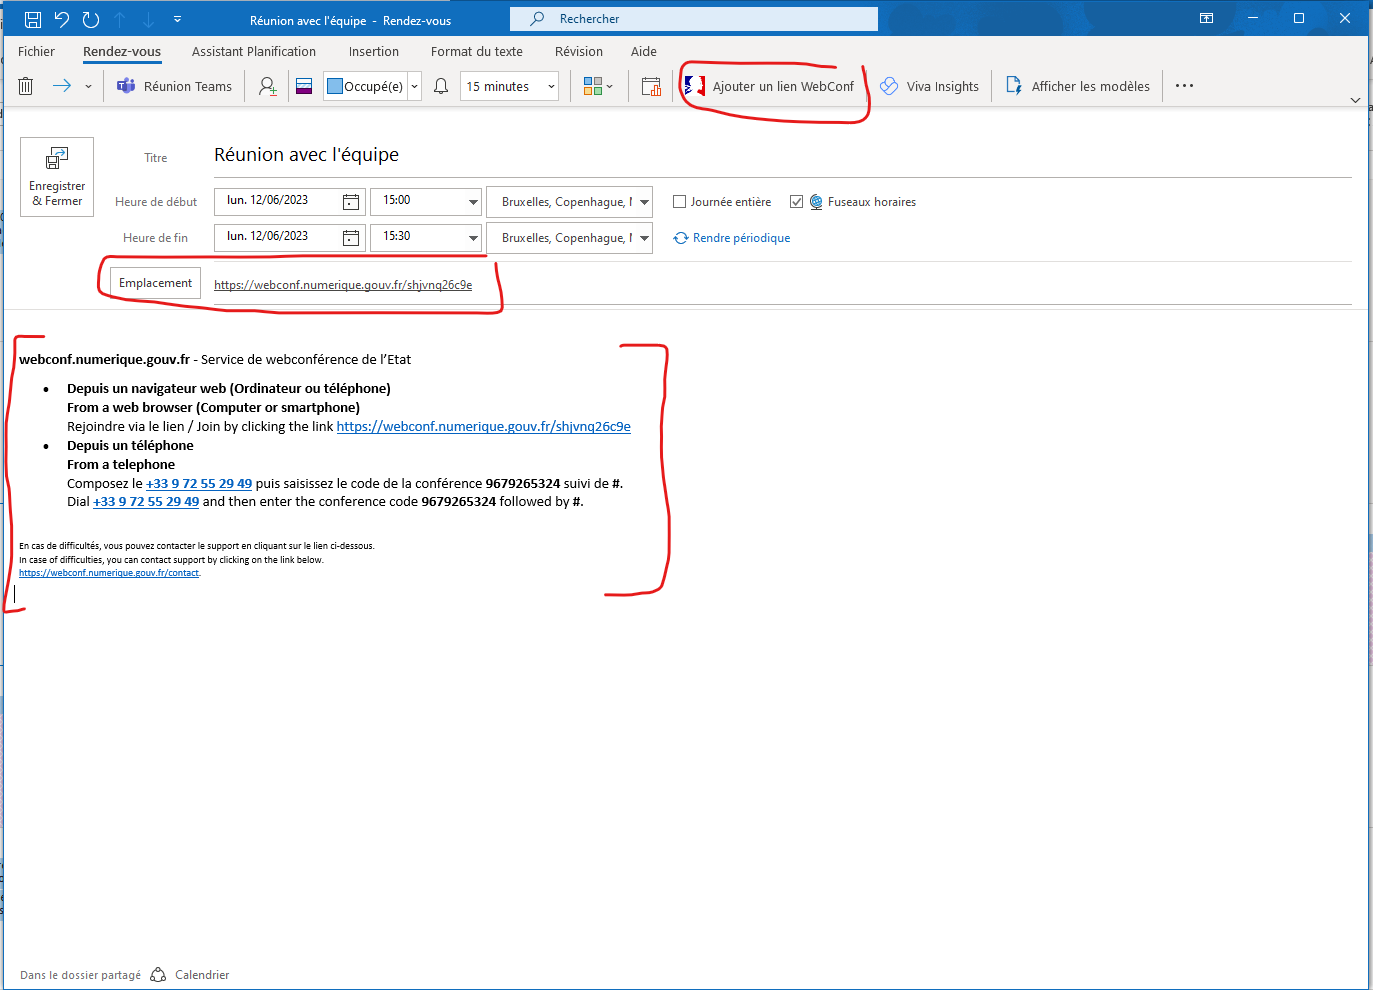 Réunion avec l'équipe - Rendez-vous
Rechercher
Fichier Rendez-vous Assistant Planification Insertion Format du texte Révision Aide
Réunion Teams Occupé(e) 15 minutes Ajouter un lien WebConf Viva Insights Afficher les modèles
Enregistrer
& Fermer
Titre Réunion avec l'équipe
Heure de début lun. 12/06/2023 15:00 Bruxelles, Copenhague, Journée entière Fuseaux horaires
Heure de fin lun. 12/06/2023 15:30 Bruxelles, Copenhague, Rendre périodique
Emplacement https://webconf.numerique.gouv.fr/shjvnq26c9e
webconf.numerique.gouv.fr - Service de webconférence de l’Etat
• Depuis un navigateur web (Ordinateur ou téléphone)
From a web browser (Computer or smartphone)
Rejoindre via le lien / Join by clicking the link https://webconf.numerique.gouv.fr/shjvnq26c9e
• Depuis un téléphone
From a telephone
Composez le +33 9 72 55 29 49 puis saisissez le code de la conférence 9679265324 suivi de #.
Dial +33 9 72 55 29 49 and then enter the conference code 9679265324 followed by #.
En cas de difficultés, vous pouvez contacter le support en cliquant sur le lien ci-dessous.
In case of difficulties, you can contact support by clicking on the link below.
https://webconf.numerique.gouv.fr/contact.
Dans le dossier partagé Calendrier